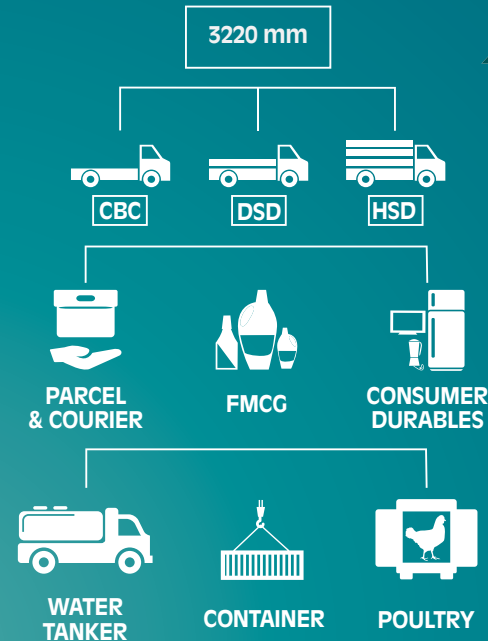 3220 mm
CBC
DSD
HSD
PARCEL
& COURIER
FMCG
CONSUMER
DURABLES
WATER
TANKER
CONTAINER
POULTRY